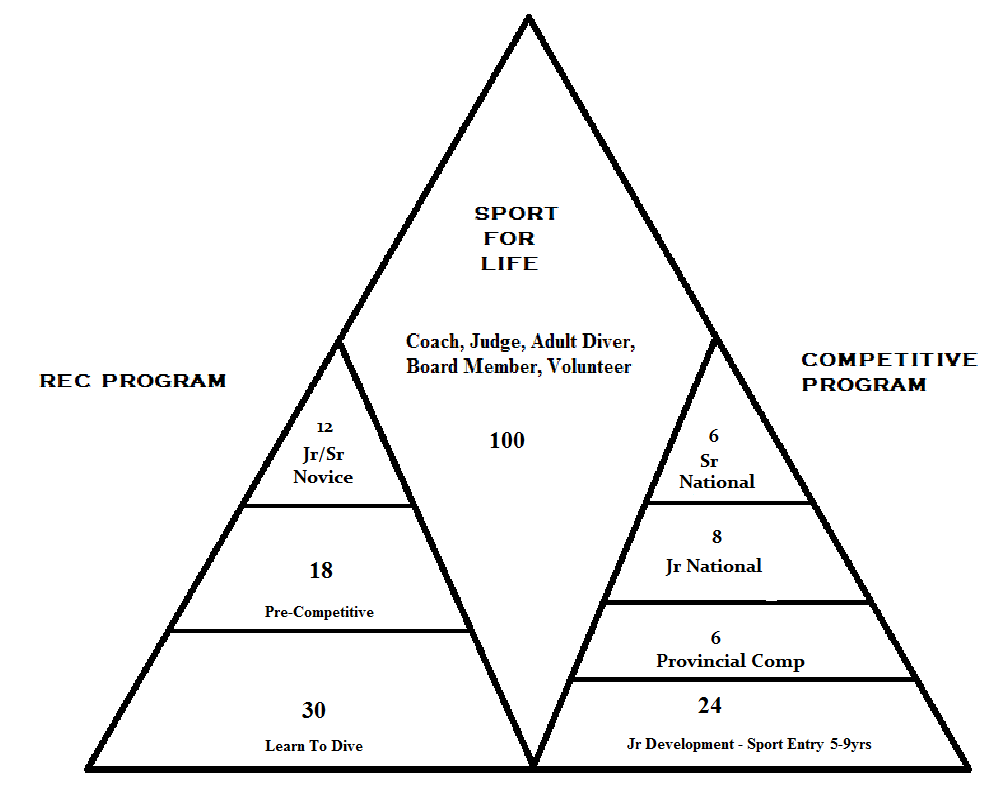 SPORT
FOR
LIFE
Coach, Judge, Adult Diver,
Board Member, Volunteer
100
REC PROGRAM
12
Jr/Sr
Novice
18
Pre-Competitive
30
Learn To Dive
COMPETITIVE
PROGRAM
6
Sr
National
8
Jr National
6
Provincial Comp
24
Jr Development - Sport Entry 5-9yrs